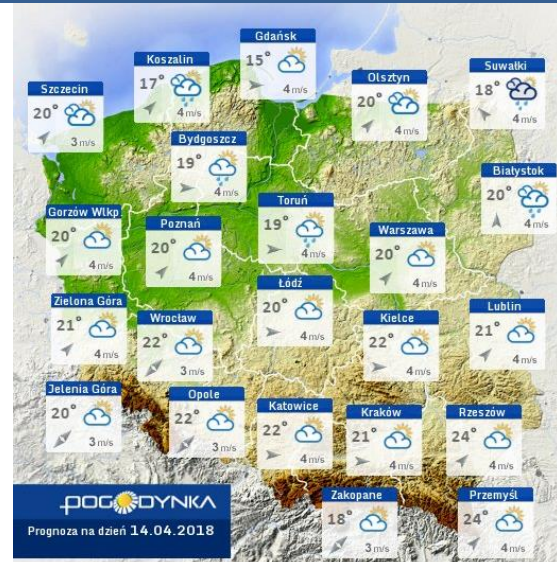 Gdańsk
15°
4 m/s
Koszalin
17°
4 m/s
Suwałki
18°
4 m/s
Olsztyn
20°
4 m/s
Szczecin
20°
3 m/s
Bydgoszcz
19°
4 m/s
Białystok
20°
4 m/s
Toruń
19°
4 m/s
Gorzów Wlkp
20°
4 m/s
Poznań
20°
4 m/s
Warszawa
20°
4 m/s
Łódź
20°
4 m/s
Zielona Góra
21°
4 m/s
Lublin
21°
4 m/s
Wrocław
22°
3 m/s
Kielce
22°
4 m/s
Jelenia Góra
20°
3 m/s
Opole
22°
3 m/s
Katowice
22°
4 m/s
Kraków
21°
4 m/s
Rzeszów
24°
4 m/s
Zakopane
18°
3 m/s
Przemyśl
24°
4 m/s
POGODYNKA
Prognoza na dzień 14.04.2018